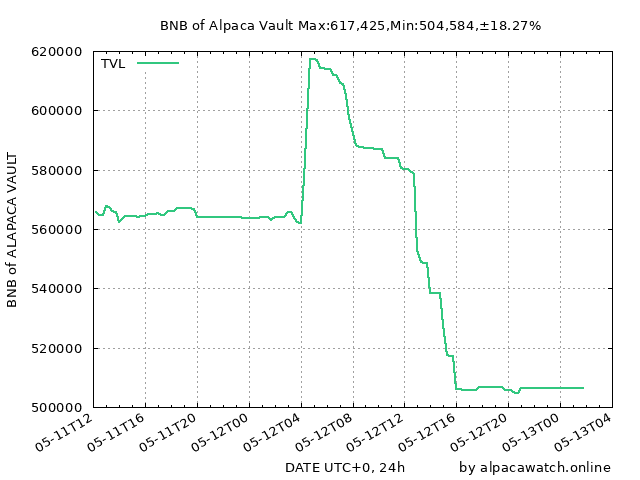 BNB of Alpaca Vault Max:617,425,Min:504,584,±18.27%
TVL
BNB of ALAPACA VAULT
620000
600000
580000
560000
540000
520000
500000
05-11T12
05-11T16
05-11T20
05-12T00
05-12T04
05-12T08
05-12T12
05-12T16
05-12T20
05-13T00
05-13T04
DATE UTC+0, 24h
by alpacawatch.online